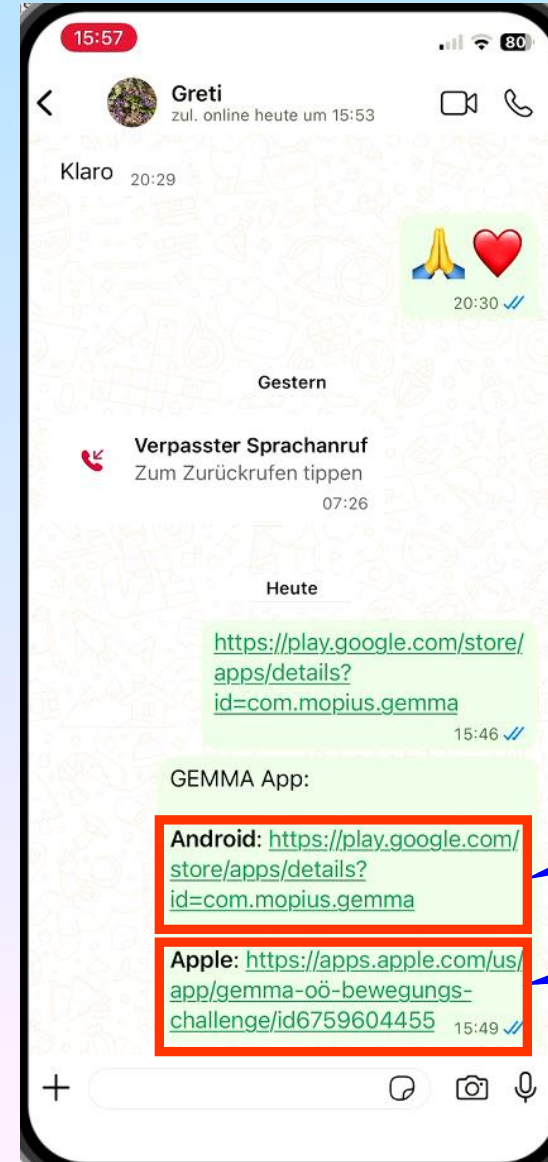 15:57
80
Greti
zul. online heute um 15:53
Klaro 20:29
🙏❤️
20:30
Gestern
Verpasster Sprachanruf
Zum Zurückrufen tippen
07:26
Heute
https://play.google.com/store/
apps/details?
id=com.mopius.gemma
15:46
GEMMA App:
Android: https://play.google.com/
store/apps/details?
id=com.mopius.gemma
Apple: https://apps.apple.com/us/
app/gemma-oö-bewegungs-
challenge/id6759604455 15:49